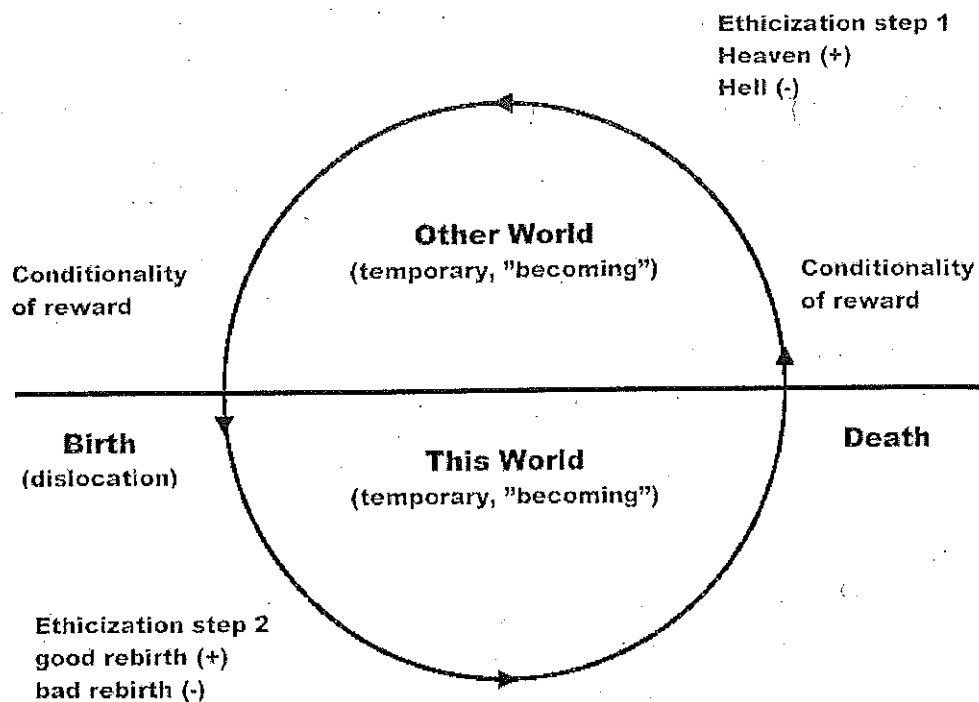 Ethicization step 1
Heaven (+)
Hell (-)
Other World
(temporary, ”becoming”)
Conditionality
of reward
Conditionality
of reward
Birth
(dislocation)
This World
(temporary, ”becoming”)
Death
Ethicization step 2
good rebirth (+)
bad rebirth (-)